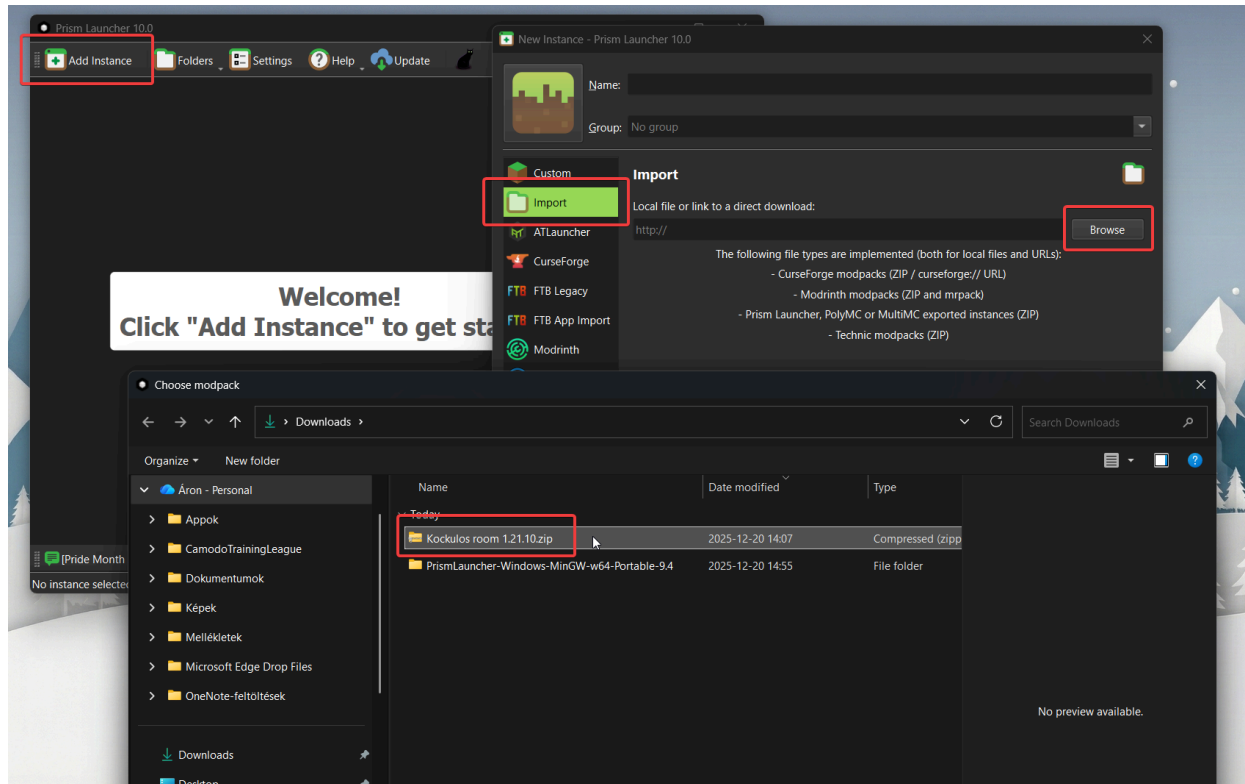 Prism Launcher 10.0
Add Instance
Folders
Settings
Help
Update
Welcome!
Click "Add Instance" to get sta
[Pride Month
No instance selected
New Instance - Prism Launcher 10.0
Name:
Group:
No group
Custom
Import
ATLauncher
CurseForge
FTB Legacy
FTB App Import
Modrinth
Import
Local file or link to a direct download:
http://
Browse
The following file types are implemented (both for local files and URLs):
- CurseForge modpacks (ZIP / curseforge:// URL)
- Modrinth modpacks (ZIP and mrpack)
- Prism Launcher, PolyMC or MultiMC exported instances (ZIP)
- Technic modpacks (ZIP)
Choose modpack
Downloads
Search Downloads
Organize
New folder
Áron - Personal
Appok
CamodoTrainingLeague
Dokumentumok
Képek
Mellékletek
Microsoft Edge Drop Files
OneNote-feltöltések
Downloads
Desktop
Name Date modified Type
Today
Kockulos room 1.21.10.zip 2025-12-20 14:07 Compressed (zipp
PrismLauncher-Windows-MinGW-w64-Portable-9.4 2025-12-20 14:55 File folder
No preview available.